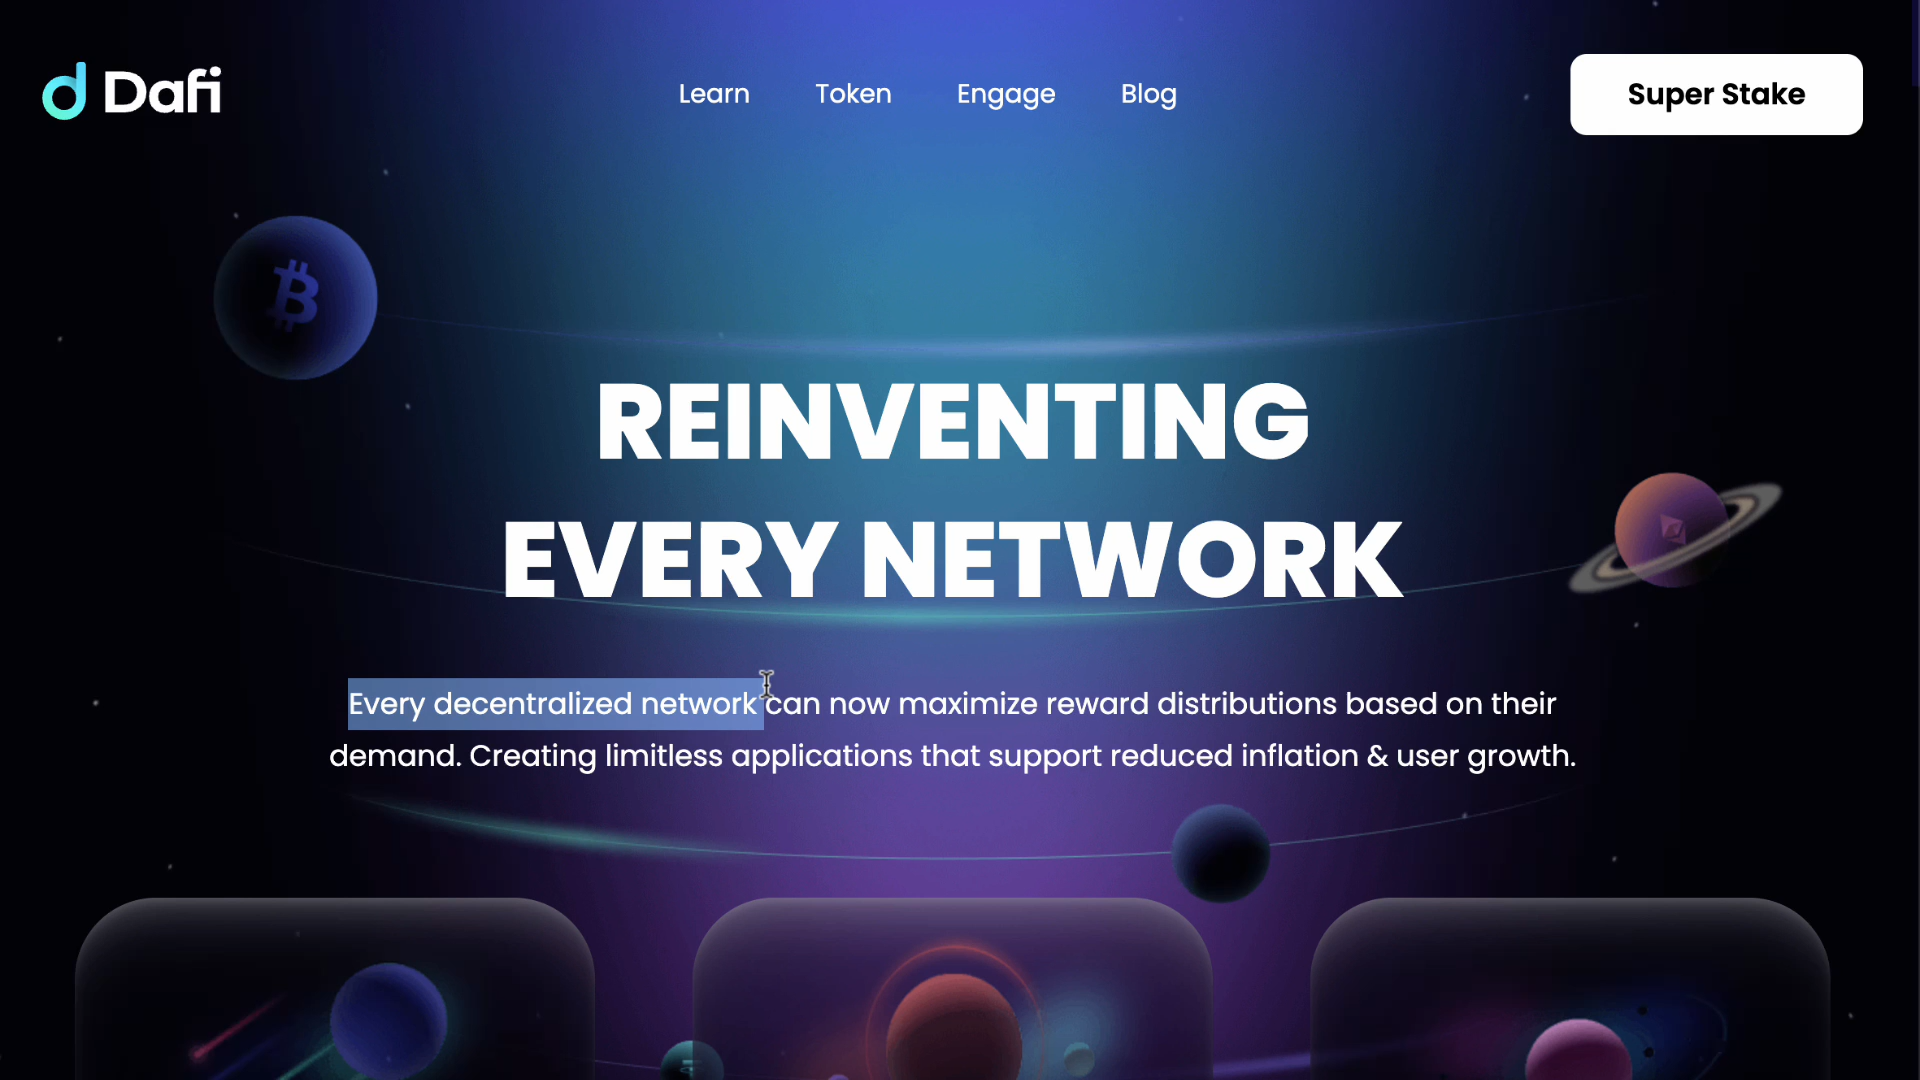 Dafi
Learn Token Engage Blog
Super Stake
REINVENTING
EVERY NETWORK
Every decentralized network can now maximize reward distributions based on their
demand. Creating limitless applications that support reduced inflation & user growth.